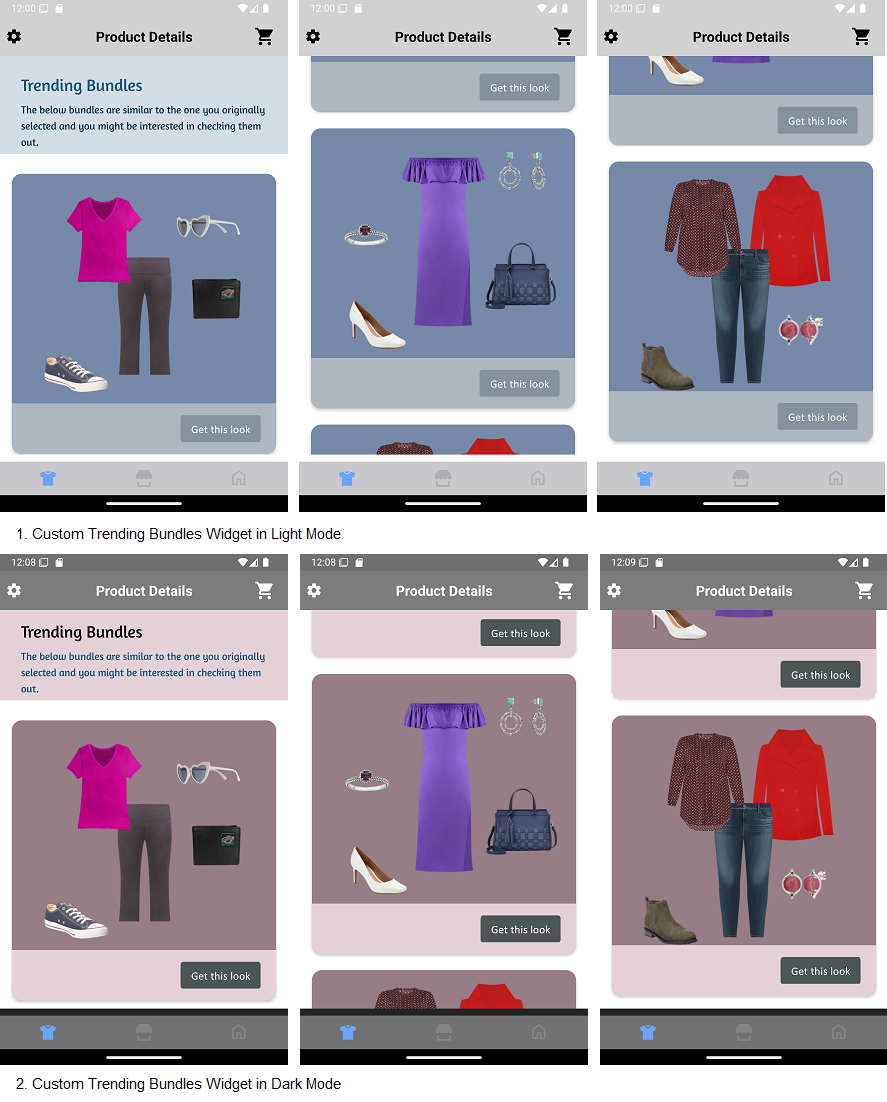 12:00
Product Details
Trending Bundles
The below bundles are similar to the one you originally
selected and you might be interested in checking them
out.
Get this look
12:00
Product Details
Get this look
Get this look
12:00
Product Details
Get this look
Get this look
1. Custom Trending Bundles Widget in Light Mode
12:08
Product Details
Trending Bundles
The below bundles are similar to the one you originally
selected and you might be interested in checking them
out.
Get this look
12:08
Product Details
Get this look
Get this look
12:09
Product Details
Get this look
Get this look
2. Custom Trending Bundles Widget in Dark Mode